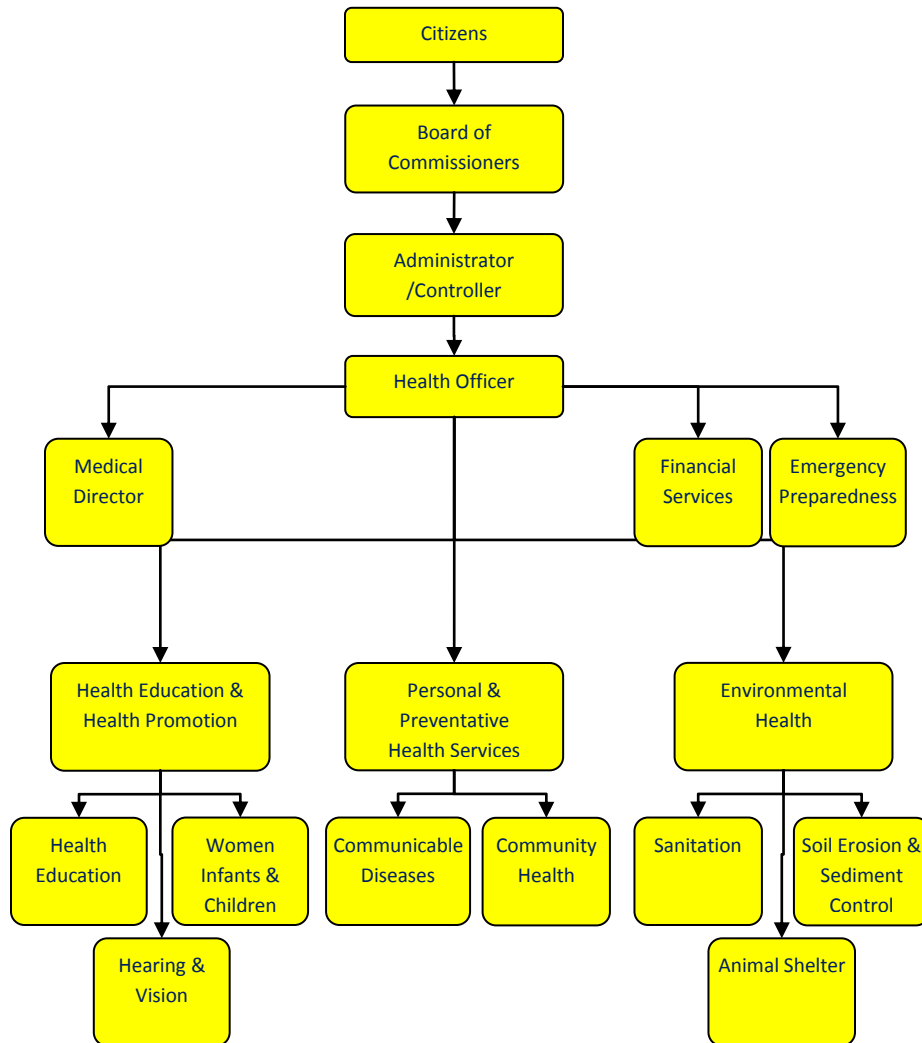 Citizens
Board of
Commissioners
Administrator
/Controller
Health Officer
Medical
Director
Financial
Services
Emergency
Preparedness
Health Education &
Health Promotion
Personal &
Preventative
Health Services
Environmental
Health
Health
Education
Women
Infants &
Children
Communicable
Diseases
Community
Health
Sanitation
Soil Erosion &
Sediment
Control
Hearing &
Vision
Animal Shelter